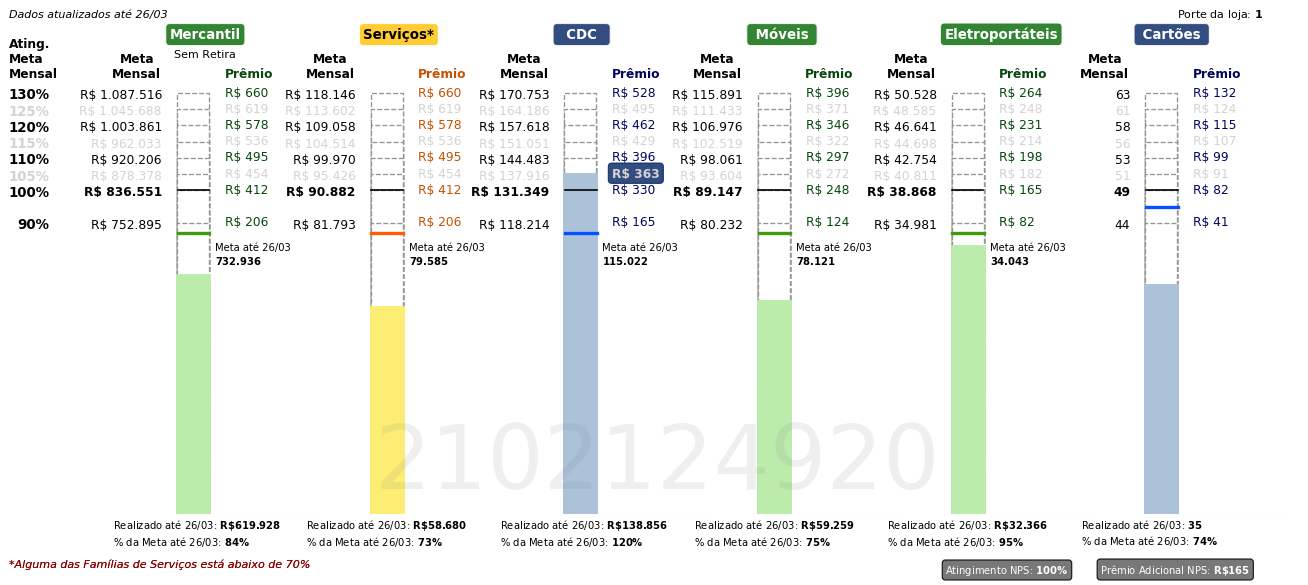 Dados atualizados até 26/03
Porte da loja: 1
Mercantil Serviços* CDC Móveis Eletroportáteis Cartões
Sem Retira
Ating. Meta Mensal
Meta Mensal Prêmio Meta Mensal Prêmio Meta Mensal Prêmio Meta Mensal Prêmio Meta Mensal Prêmio Meta Mensal Prêmio
130% R$ 1.087.516 R$ 660 R$ 118.146 R$ 660 R$ 170.753 R$ 528 R$ 115.891 R$ 396 R$ 50.528 R$ 264 63 R$ 132
125% R$ 1.045.688 R$ 619 R$ 113.602 R$ 619 R$ 164.186 R$ 495 R$ 111.433 R$ 371 R$ 48.585 R$ 248 61 R$ 124
120% R$ 1.003.861 R$ 578 R$ 109.058 R$ 578 R$ 157.618 R$ 462 R$ 106.976 R$ 346 R$ 46.641 R$ 231 58 R$ 115
115% R$ 962.033 R$ 536 R$ 104.514 R$ 536 R$ 151.051 R$ 429 R$ 102.519 R$ 322 R$ 44.698 R$ 214 56 R$ 107
110% R$ 920.206 R$ 495 R$ 99.970 R$ 495 R$ 144.483 R$ 396 R$ 98.061 R$ 297 R$ 42.754 R$ 198 53 R$ 99
105% R$ 878.378 R$ 454 R$ 95.426 R$ 454 R$ 137.916 R$ 363 R$ 93.604 R$ 272 R$ 40.811 R$ 182 51 R$ 91
100% R$ 836.551 R$ 412 R$ 90.882 R$ 412 R$ 131.349 R$ 330 R$ 89.147 R$ 248 R$ 38.868 R$ 165 49 R$ 82
90% R$ 752.895 R$ 206 R$ 81.793 R$ 206 R$ 118.214 R$ 165 R$ 80.232 R$ 124 R$ 34.981 R$ 82 44 R$ 41
Meta até 26/03 Meta até 26/03 Meta até 26/03 Meta até 26/03 Meta até 26/03
732.936 79.585 115.022 78.121 34.043
2102124920
Realizado até 26/03: R$619.928 Realizado até 26/03: R$58.680 Realizado até 26/03: R$138.856 Realizado até 26/03: R$59.259 Realizado até 26/03: R$32.366 Realizado até 26/03: 35
% da Meta até 26/03: 84% % da Meta até 26/03: 73% % da Meta até 26/03: 120% % da Meta até 26/03: 75% % da Meta até 26/03: 95% % da Meta até 26/03: 74%
*Alguma das Famílias de Serviços está abaixo de 70%
Atingimento NPS: 100% Prêmio Adicional NPS: R$165